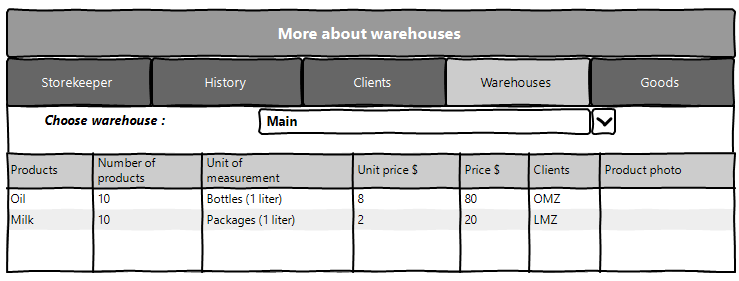 More about warehouses
Storekeeper History Clients Warehouses Goods
Choose warehouse : Main
Products Number of products Unit of measurement Unit price $ Price $ Clients Product photo
Oil 10 Bottles (1 liter) 8 80 OMZ
Milk 10 Packages (1 liter) 2 20 LMZ